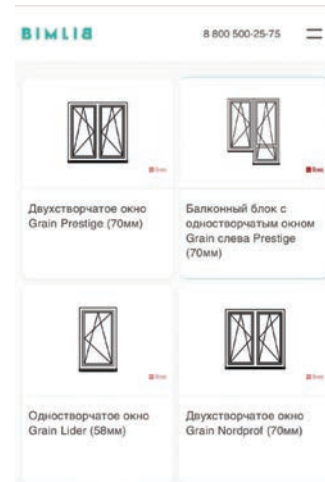 BIMLIB
8 800 500-25-75
Двухстворчатое окно
Grain Prestige (70мм)
Балконный блок с
одностворчатым окном
Grain слева Prestige
(70мм)
Одностворчатое окно
Grain Lider (58мм)
Двухстворчатое окно
Grain Nordprof (70мм)